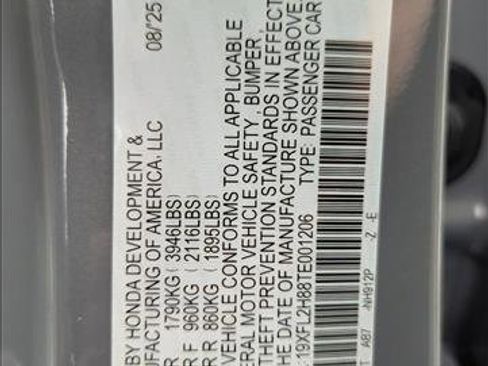 BY HONDA DEVELOPMENT &
UFACTURING OF AMERICA, LLC 08/'25
R 1790KG ( 3946LBS)
R F 960KG ( 2116LBS)
R R 860KG ( 1895LBS)
VEHICLE CONFORMS TO ALL APPLICABLE
ERAL MOTOR VEHICLE SAFETY , BUMPER ,
THEFT PREVENTION STANDARDS IN EFFECT
HE DATE OF MANUFACTURE SHOWN ABOVE.
: 19XFL2H88TE001206 TYPE: PASSENGER CAR
T A87 -NH912P -Z -E